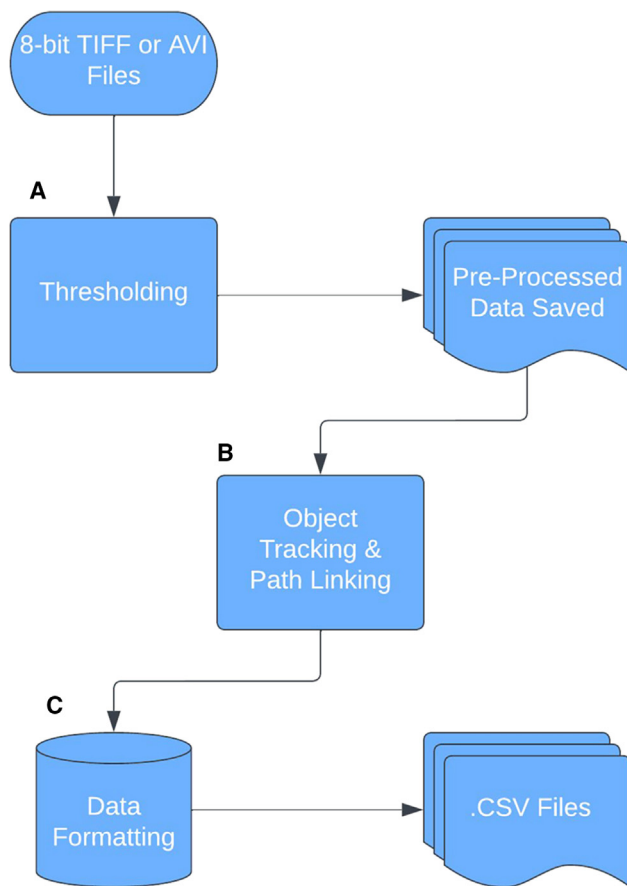 8-bit TIFF or AVI
Files
A
Thresholding
Pre-Processed
Data Saved
B
Object
Tracking &
Path Linking
C
Data
Formatting
.CSV Files